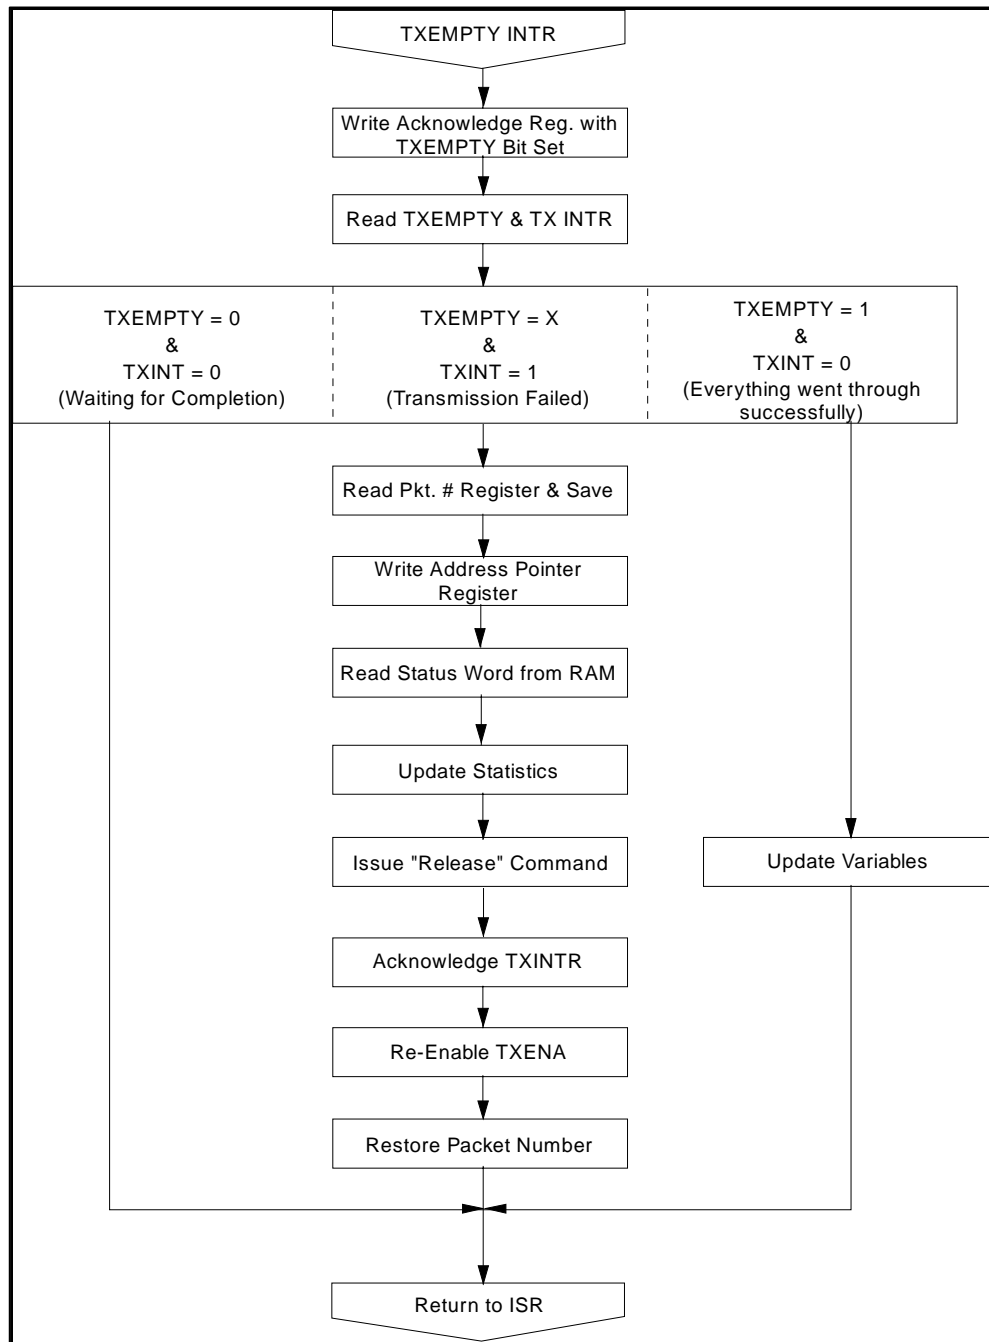 TXEMPTY INTR
Write Acknowledge Reg. with
TXEMPTY Bit Set
Read TXEMPTY & TX INTR
TXEMPTY = 0
&
TXINT = 0
(Waiting for Completion)
TXEMPTY = X
&
TXINT = 1
(Transmission Failed)
TXEMPTY = 1
&
TXINT = 0
(Everything went through
successfully)
Read Pkt. # Register & Save
Write Address Pointer
Register
Read Status Word from RAM
Update Statistics
Issue "Release" Command
Update Variables
Acknowledge TXINTR
Re-Enable TXENA
Restore Packet Number
Return to ISR